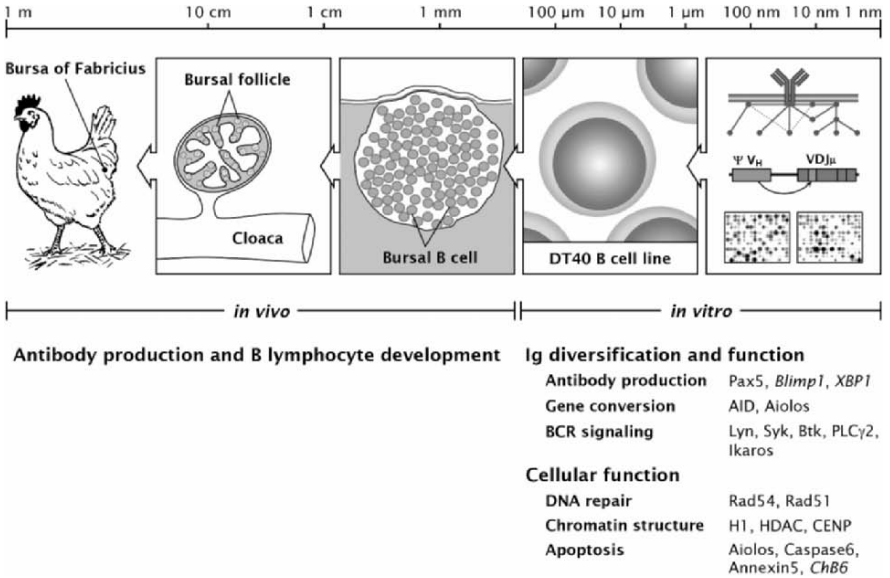 1 m 10 cm 1 cm 1 mm 100 µm 10 µm 1 µm 100 nm 10 nm 1 nm
Bursa of Fabricius
Bursal follicle
Cloaca
Bursal B cell
DT40 B cell line
Ψ VH VDJµ
in vivo in vitro
Antibody production and B lymphocyte development
Ig diversification and function
Antibody production Pax5, Blimp1, XBP1
Gene conversion AID, Aiolos
BCR signaling Lyn, Syk, Btk, PLCγ2,
Ikaros
Cellular function
DNA repair Rad54, Rad51
Chromatin structure H1, HDAC, CENP
Apoptosis Aiolos, Caspase6,
Annexin5, ChB6